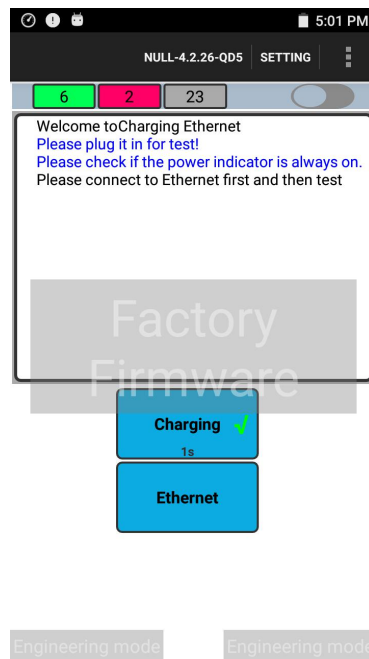 5:01 PM
NULL-4.2.26-QD5 SETTING
6 2 23
Welcome toCharging Ethernet
Please plug it in for test!
Please check if the power indicator is always on.
Please connect to Ethernet first and then test
Factory
Firmware
Charging √
1s
Ethernet
Engineering mode Engineering mode